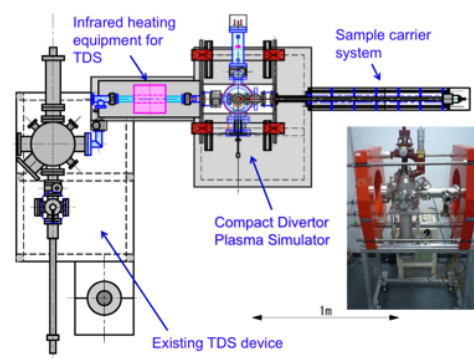 Infrared heating
equipment for
TDS
Sample carrier
system
Compact Divertor
Plasma Simulator
1m
Existing TDS device